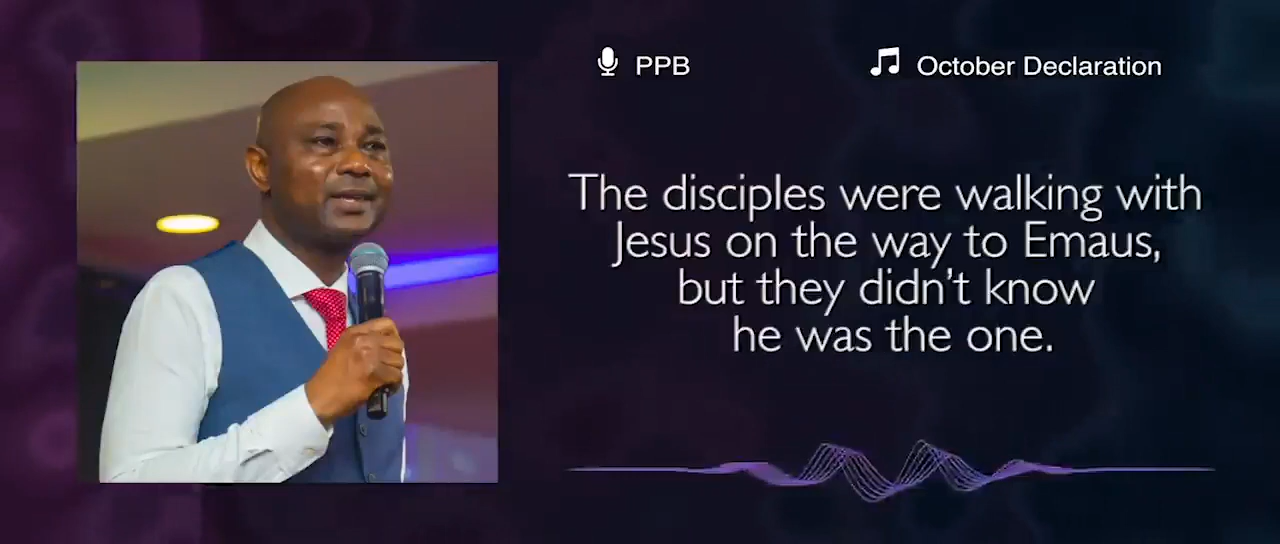 PPB
October Declaration
The disciples were walking with
Jesus on the way to Emaus,
but they didn't know
he was the one.